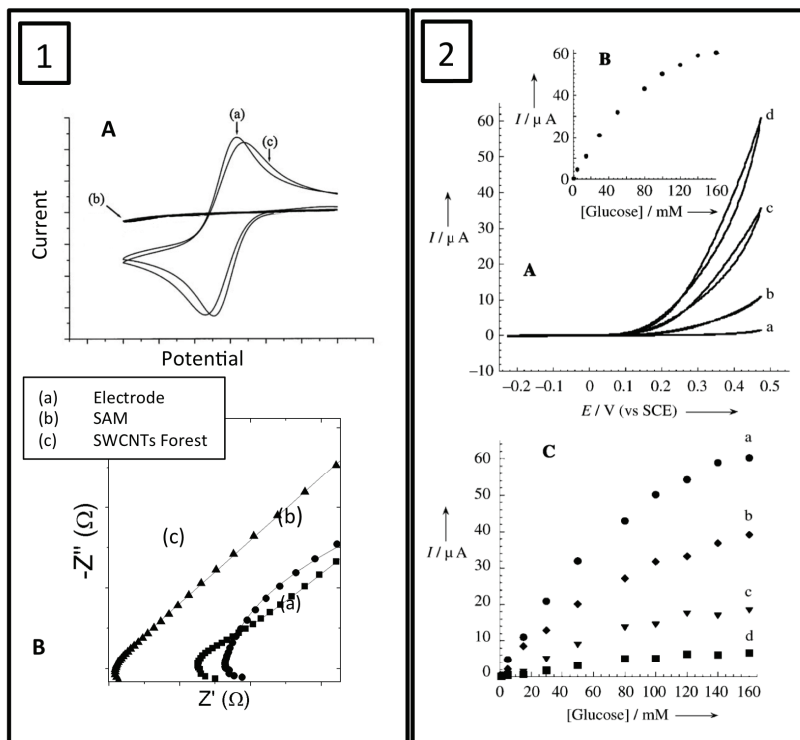 1
A
(a)
(c)
(b)
Current
Potential
(a) Electrode
(b) SAM
(c) SWCNTs Forest
(c)
(b)
(a)
-Z" (Ω)
B
Z' (Ω)
2
B
60
40
20
0
I / μ A
0 40 80 120 160
[Glucose] / mM
60
50
40
30
20
10
0
−10
I / μ A
A
d
c
b
a
−0.2 −0.1 0 0.1 0.2 0.3 0.4 0.5
E / V (vs SCE)
C
60
50
40
30
20
10
0
I / μ A
a
b
c
d
0 20 40 60 80 100 120 140 160
[Glucose] / mM